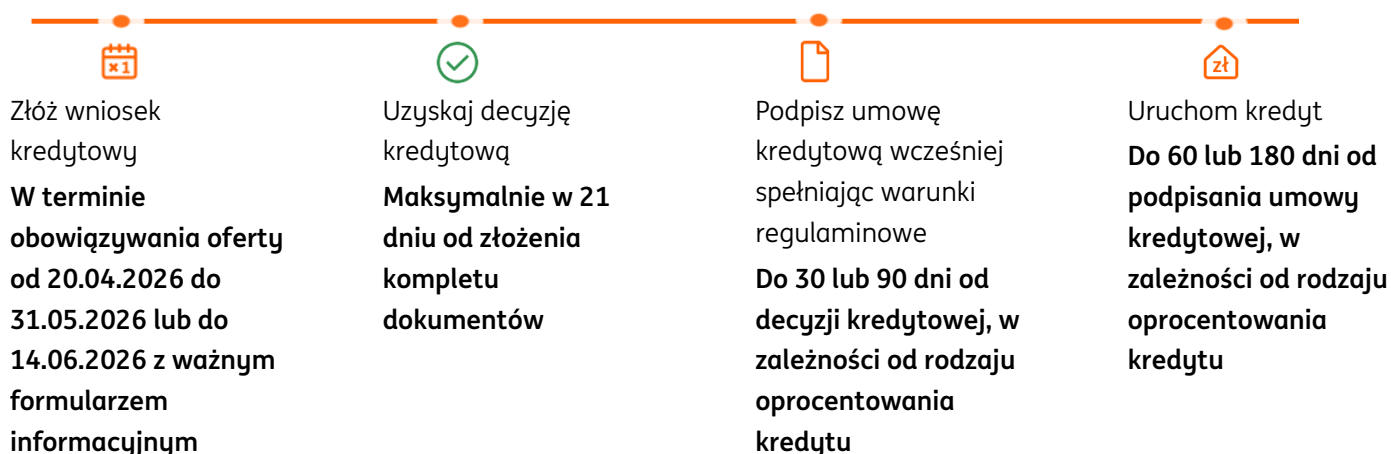 x1
zł
Złóż wniosek
kredytowy
W terminie
obowiązywania oferty
od 20.04.2026 do
31.05.2026 lub do
14.06.2026 z ważnym
formularzem
informacyjnym
Uzyskaj decyzję
kredytową
Maksymalnie w 21
dniu od złożenia
kompletu
dokumentów
Podpisz umowę
kredytową wcześniej
spełniając warunki
regulaminowe
Do 30 lub 90 dni od
decyzji kredytowej, w
zależności od rodzaju
oprocentowania
kredytu
Uruchom kredyt
Do 60 lub 180 dni od
podpisania umowy
kredytowej, w
zależności od rodzaju
oprocentowania
kredytu